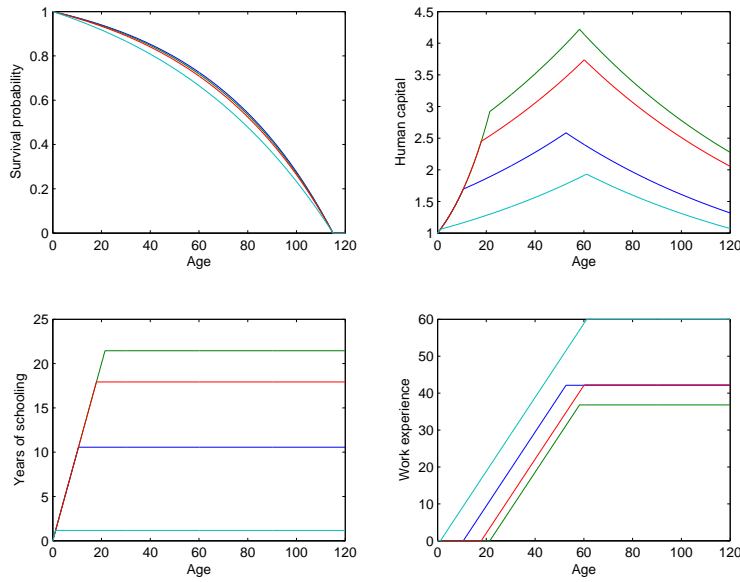 Survival probability
1
0.8
0.6
0.4
0.2
0
0 20 40 60 80 100 120
Age
Human capital
4.5
4
3.5
3
2.5
2
1.5
1
0 20 40 60 80 100 120
Age
Years of schooling
25
20
15
10
5
0
0 20 40 60 80 100 120
Age
Work experience
60
50
40
30
20
10
0
0 20 40 60 80 100 120
Age